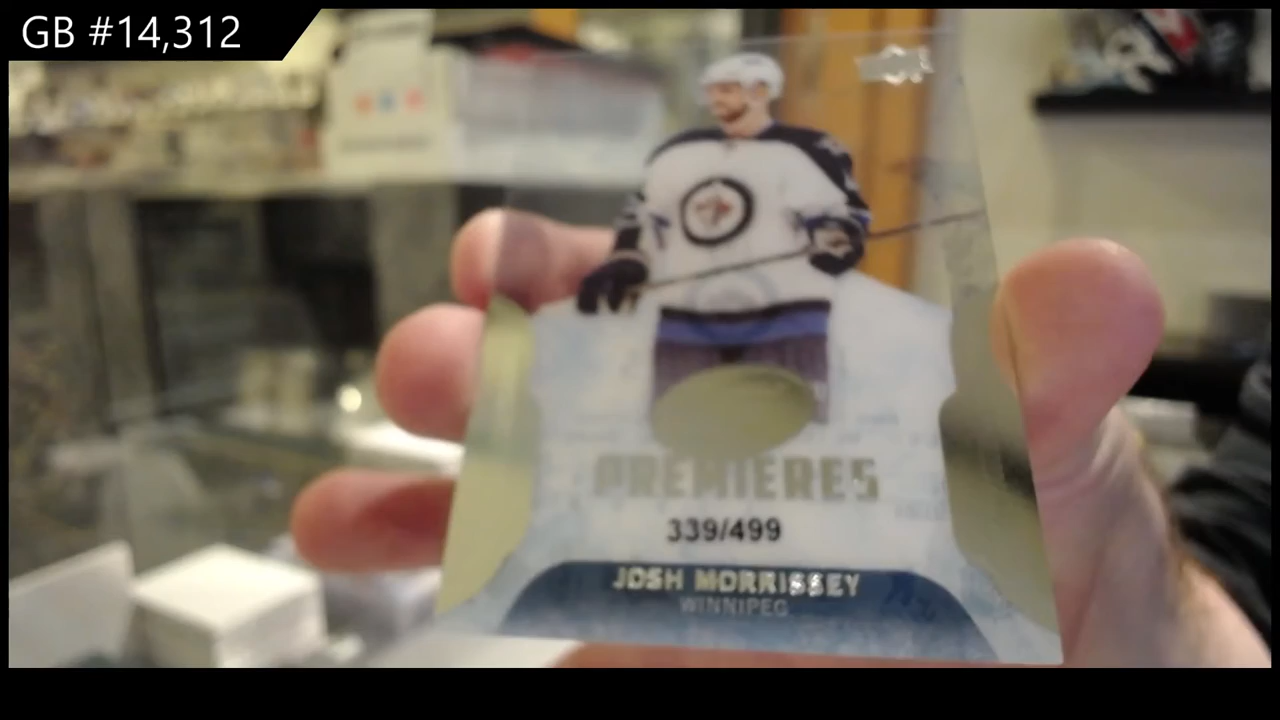 GB #14,312
PREMIERES
339/499
JOSH MORRISSEY
WINNIPEG